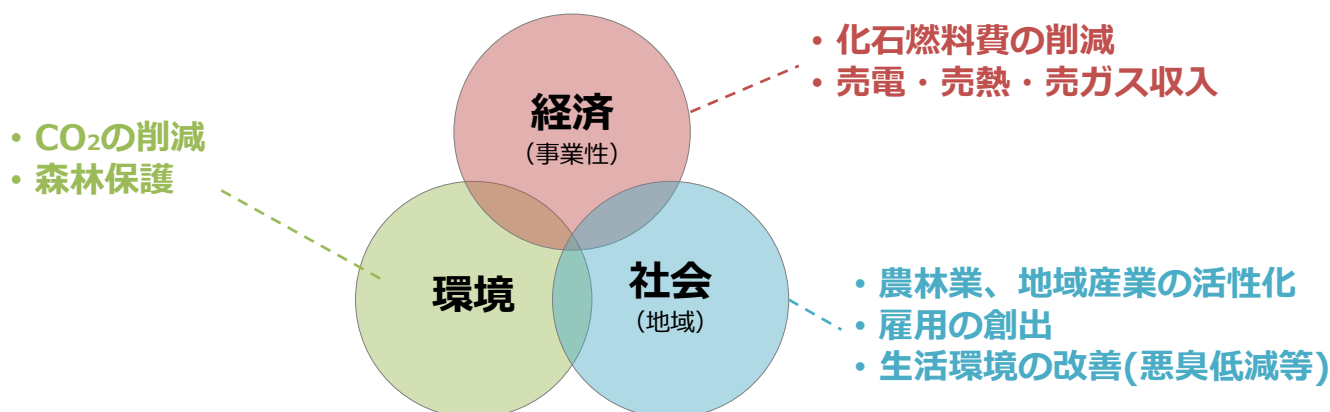 ・化石燃料費の削減
・売電・売熱・売ガス収入
経済
（事業性）
・CO₂の削減
・森林保護
環境
社会
（地域）
・農林業、地域産業の活性化
・雇用の創出
・生活環境の改善(悪臭低減等)